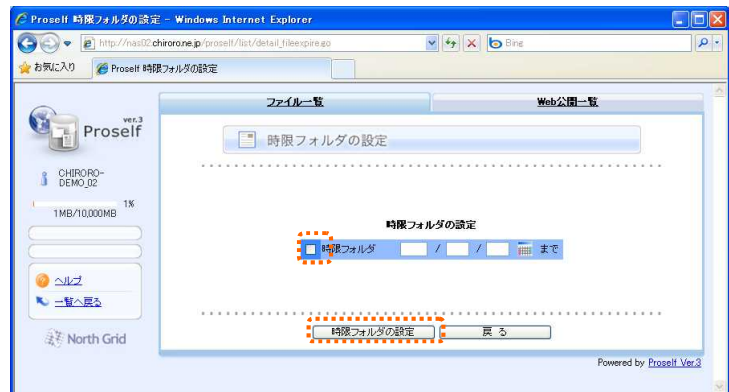 Proself 時限フォルダの設定 - Windows Internet Explorer
http://nas02.chirorone.jp/proself/list/detail_fileexpire.go
Bing
お気に入り
Proself 時限フォルダの設定
ファイル一覧
Web公開一覧
ver.3
Proself
時限フォルダの設定
CHIRORO-
DEMO_02
1%
1MB/10,000MB
時限フォルダの設定
時限フォルダ / / まで
ヘルプ
一覧へ戻る
時限フォルダの設定
戻 る
North Grid
Powered by Proself Ver.3